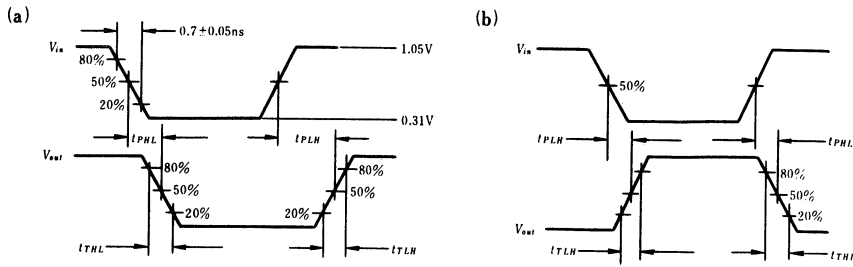 (a)
0.7±0.05ns
Vin
80%
50%
20%
1.05V
0.31V
tPHL
tPLH
Vout
80%
50%
20%
80%
50%
20%
tTHL
tTLH
(b)
Vin
50%
tPLH
tPHL
80%
50%
20%
Vout
tTLH
tTHL